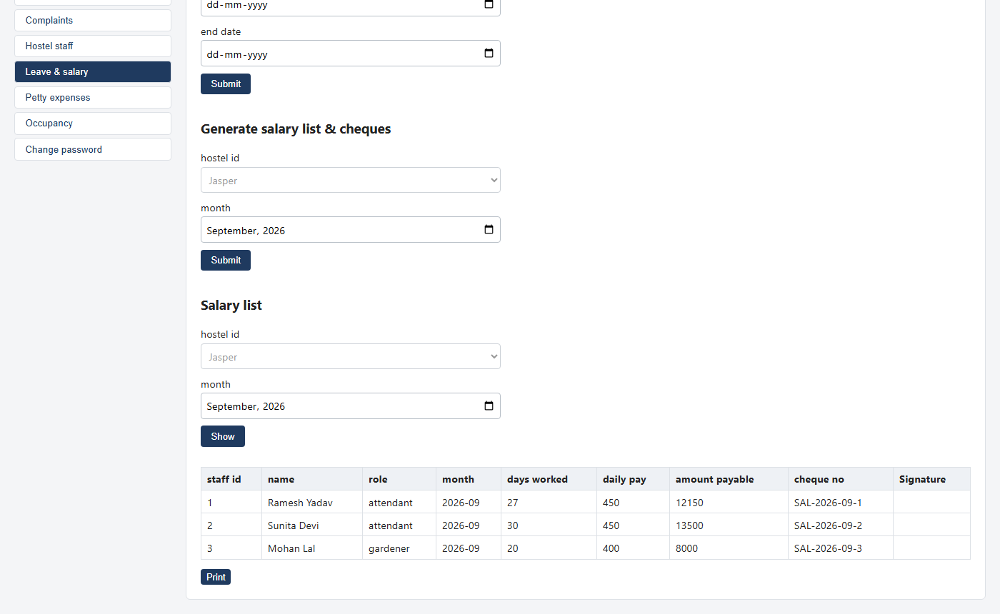 Complaints
Hostel staff
Leave & salary
Petty expenses
Occupancy
Change password
dd-mm-yyyy
end date
dd-mm-yyyy
Submit
Generate salary list & cheques
hostel id
Jasper
month
September, 2026
Submit
Salary list
hostel id
Jasper
month
September, 2026
Show
staff id name role month days worked daily pay amount payable cheque no Signature
1 Ramesh Yadav attendant 2026-09 27 450 12150 SAL-2026-09-1
2 Sunita Devi attendant 2026-09 30 450 13500 SAL-2026-09-2
3 Mohan Lal gardener 2026-09 20 400 8000 SAL-2026-09-3
Print